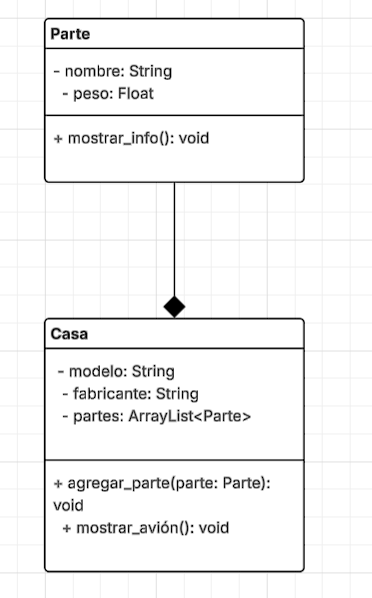 Parte
- nombre: String
- peso: Float
+ mostrar_info(): void
Casa
- modelo: String
- fabricante: String
- partes: ArrayList<Parte>
+ agregar_parte(parte: Parte):
void
+ mostrar_avión(): void